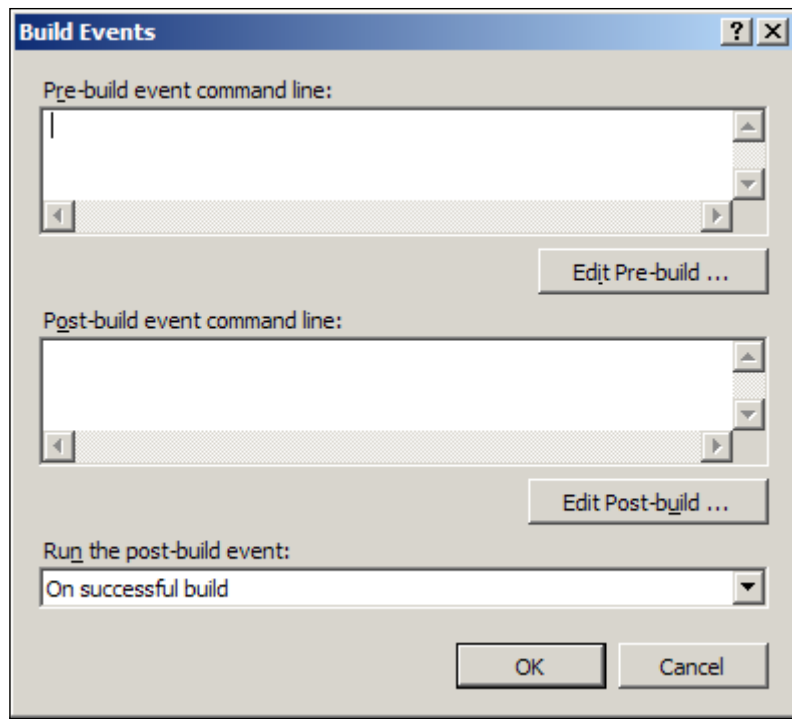 Build Events
Pre-build event command line:
Edit Pre-build ...
Post-build event command line:
Edit Post-build ...
Run the post-build event:
On successful build
OK Cancel